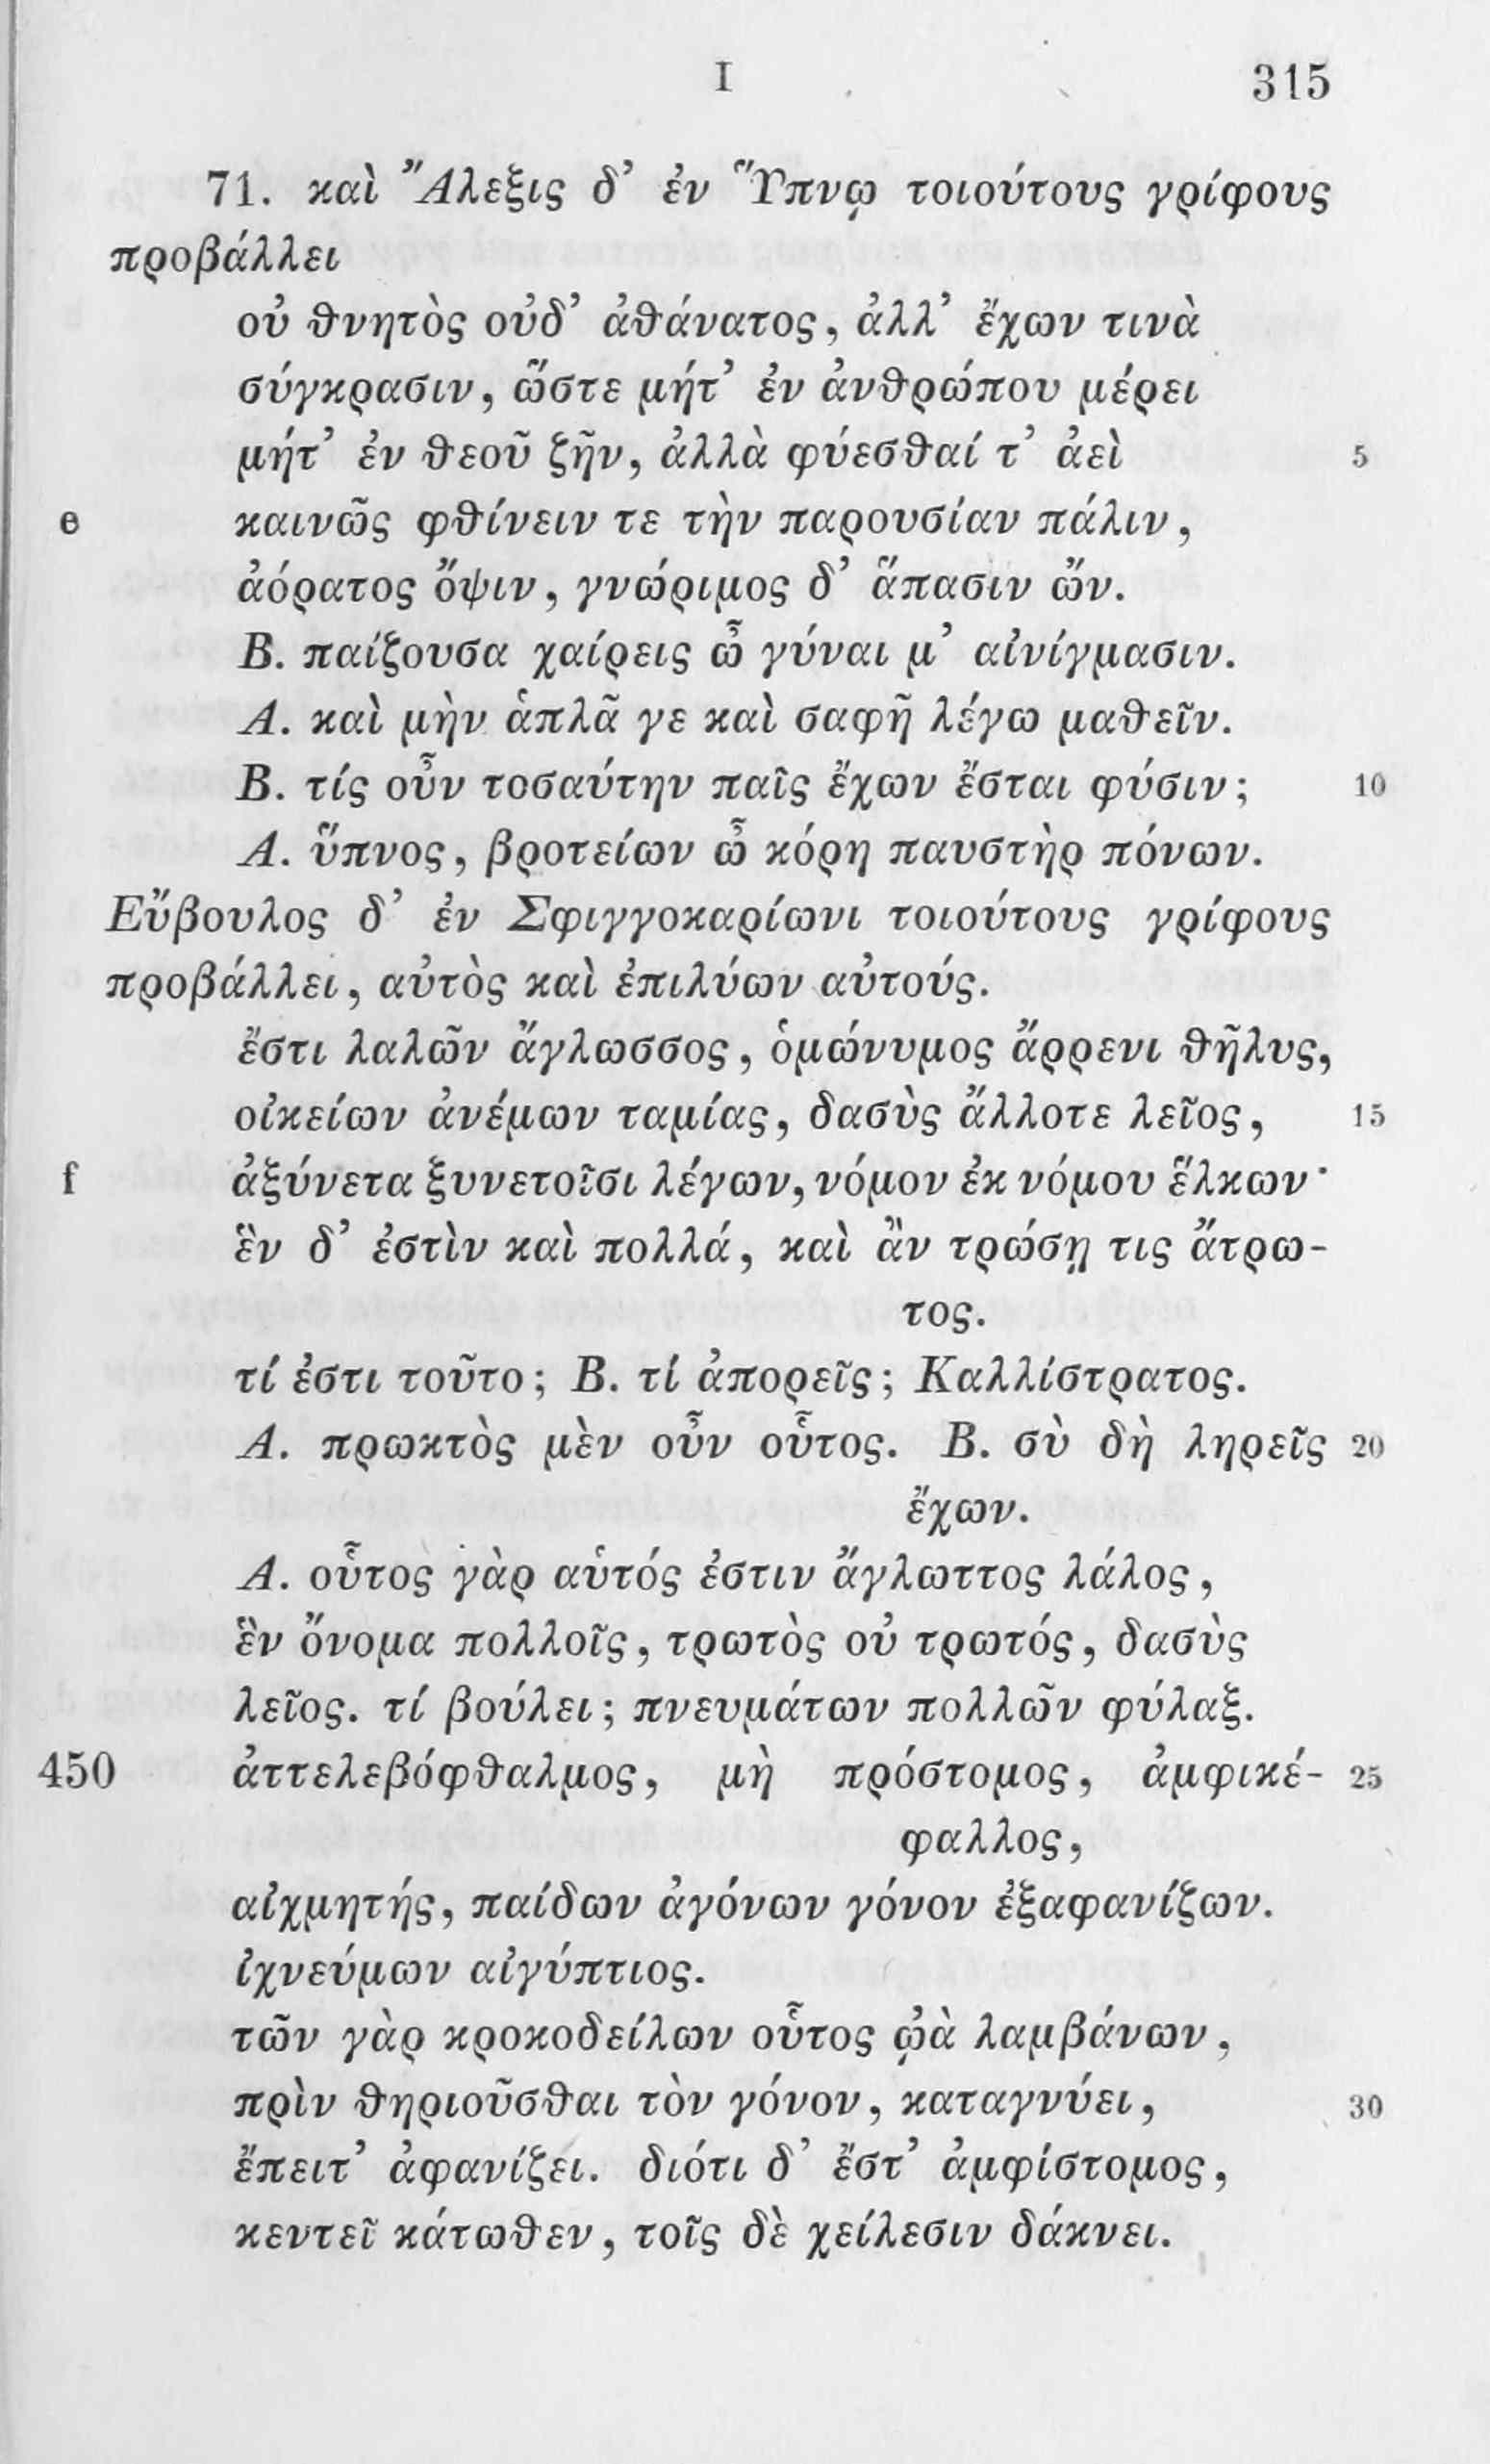 I 315
71. καὶ Ἄλεξις δ’ ἐν Ὕπνῳ τοιούτους γρίφους
προβάλλει
οὐ θνητὸς οὐδ’ ἀθάνατος, ἀλλ’ ἔχων τινὰ
σύγκρασιν, ὥστε μήτ’ ἐν ἀνθρώπου μέρει
μήτ’ ἐν θεοῦ ζῆν, ἀλλὰ φύεσθαί τ’ ἀεὶ 5
e καινῶς φθίνειν τε τὴν παρουσίαν πάλιν,
ἀόρατος ὄψιν, γνώριμος δ’ ἅπασιν ὤν.
Β. παίζουσα χαίρεις ὦ γύναι μ’ αἰνίγμασιν.
Α. καὶ μὴν ἁπλᾶ γε καὶ σαφῆ λέγω μαθεῖν.
Β. τίς οὖν τοσαύτην παῖς ἔχων ἔσται φύσιν; 10
Α. ὕπνος, βροτείων ὦ κόρη παυστὴρ πόνων.
Εὔβουλος δ’ ἐν Σφιγγοκαρίωνι τοιούτους γρίφους
προβάλλει, αὐτὸς καὶ ἐπιλύων αὐτούς.
ἔστι λαλῶν ἄγλωσσος, ὁμώνυμος ἄρρενι θῆλυς,
οἰκείων ἀνέμων ταμίας, δασὺς ἄλλοτε λεῖος, 15
f ἀξύνετα ξυνετοῖσι λέγων, νόμον ἐκ νόμου ἕλκων·
ἓν δ’ ἐστὶν καὶ πολλά, καὶ ἂν τρώσῃ τις ἄτρω-
τος.
τί ἐστι τοῦτο; Β. τί ἀπορεῖς; Καλλίστρατος.
Α. πρωκτὸς μὲν οὖν οὗτος. Β. σὺ δὴ ληρεῖς 20
ἔχων.
Α. οὗτος γὰρ αὑτός ἐστιν ἄγλωττος λάλος,
ἓν ὄνομα πολλοῖς, τρωτὸς οὐ τρωτός, δασὺς
λεῖος. τί βούλει; πνευμάτων πολλῶν φύλαξ.
450 ἀττελεβόφθαλμος, μὴ πρόστομος, ἀμφικέ- 25
φαλλος,
αἰχμητής, παίδων ἀγόνων γόνον ἐξαφανίζων.
ἰχνεύμων αἰγύπτιος.
τῶν γὰρ κροκοδείλων οὗτος ᾠὰ λαμβάνων,
πρὶν θηριοῦσθαι τὸν γόνον, καταγνύει, 30
ἔπειτ’ ἀφανίζει. διότι δ’ ἔστ’ ἀμφίστομος,
κεντεῖ κάτωθεν, τοῖς δὲ χείλεσιν δάκνει.